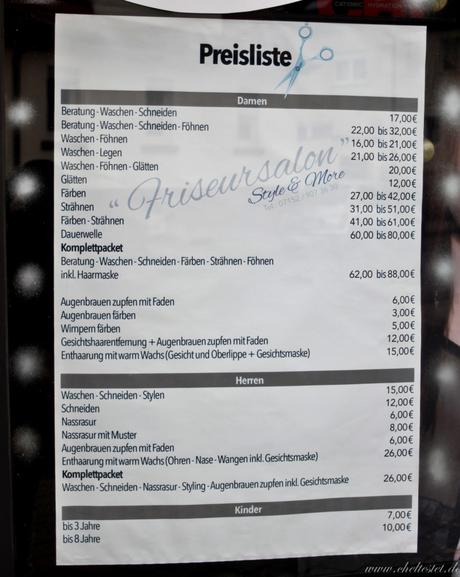 CATIONIC HYDRATION
Preisliste
Damen
Beratung - Waschen - Schneiden 17,00€
Beratung - Waschen - Schneiden - Föhnen 22,00 bis 32,00€
Waschen - Föhnen 16,00 bis 21,00€
Waschen - Legen 21,00 bis 26,00€
Waschen - Föhnen - Glätten 20,00€
Glätten 12,00€
Färben 27,00 bis 42,00€
Strähnen 31,00 bis 51,00€
Färben - Strähnen 41,00 bis 61,00€
Dauerwelle 60,00 bis 80,00€
"Friseursalon"
Style & More
Tel.: 07152
Komplettpacket
Beratung - Waschen - Schneiden - Färben - Strähnen - Föhnen
inkl. Haarmaske 62,00 bis 88,00€
Augenbrauen zupfen mit Faden 6,00€
Augenbrauen färben 3,00€
Wimpern färben 5,00€
Gesichtshaarentfernung + Augenbrauen zupfen mit Faden 12,00€
Enthaarung mit warm Wachs (Gesicht und Oberlippe + Gesichtsmaske) 15,00€
Herren
Waschen - Schneiden - Stylen 15,00€
Schneiden 12,00€
Nassrasur 6,00€
Nassrasur mit Muster 8,00€
Augenbrauen zupfen mit Faden 6,00€
Enthaarung mit warm Wachs (Ohren - Nase - Wangen inkl. Gesichtsmaske) 26,00€
Komplettpacket
Waschen - Schneiden - Nassrasur - Styling - Augenbrauen zupfen inkl. Gesichtsmaske 26,00€
Kinder
bis 3 Jahre 7,00€
bis 8 Jahre 10,00€
www.eheltestet.de